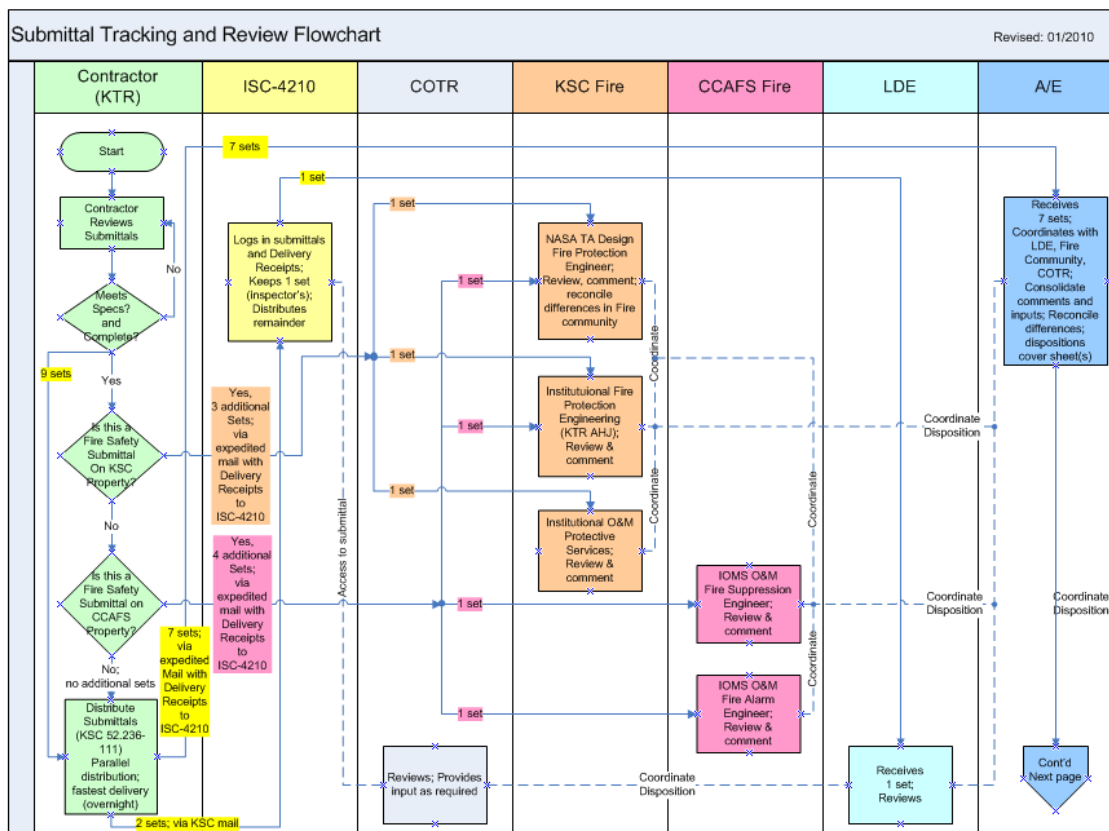 Submittal Tracking and Review Flowchart
Revised: 01/2010
Contractor
(KTR)
ISC-4210
COTR
KSC Fire
CCAFS Fire
LDE
A/E
Start
7 sets
1 set
Contractor
Reviews
Submittals
No
Meets
Specs?
and
Complete?
9 sets
Yes
Is this a
Fire Safety
Submittal
On KSC
Property?
No
Is this a
Fire Safety
Submittal on
CCAFS
Property?
No;
no additional sets
Distribute
Submittals
(KSC 52.236-
111)
Parallel
distribution;
fastest delivery
(overnight)
7 sets;
via
expedited
Mail with
Delivery
Receipts
to
ISC-4210
2 sets; via KSC mail
Logs in submittals
and Delivery
Receipts;
Keeps 1 set
(inspector's);
Distributes
remainder
Yes,
3 additional
Sets;
via
expedited
mail with
Delivery
Receipts
to
ISC-4210
Yes,
4 additional
Sets;
via
expedited
mail with
Delivery
Receipts
to
ISC-4210
Access to submittal
Reviews; Provides
input as required
1 set
1 set
1 set
1 set
1 set
1 set
1 set
NASA TA Design
Fire Protection
Engineer;
Review, comment;
reconcile
differences in Fire
community
Institutuional Fire
Protection
Engineering
(KTR AHJ);
Review &
comment
Institutional O&M
Protective
Services;
Review &
comment
Coordinate
Coordinate
IOMS O&M
Fire Suppression
Engineer;
Review &
comment
IOMS O&M
Fire Alarm
Engineer;
Review &
comment
Coordinate
Coordinate
Coordinate
Disposition
Coordinate
Disposition
Coordinate
Disposition
Receives
1 set;
Reviews
Receives
7 sets;
Coordinates with
LDE, Fire
Community,
COTR;
Consolidate
comments and
inputs; Reconcile
differences;
dispositions
cover sheet(s)
Coordinate
Disposition
Cont'd
Next page